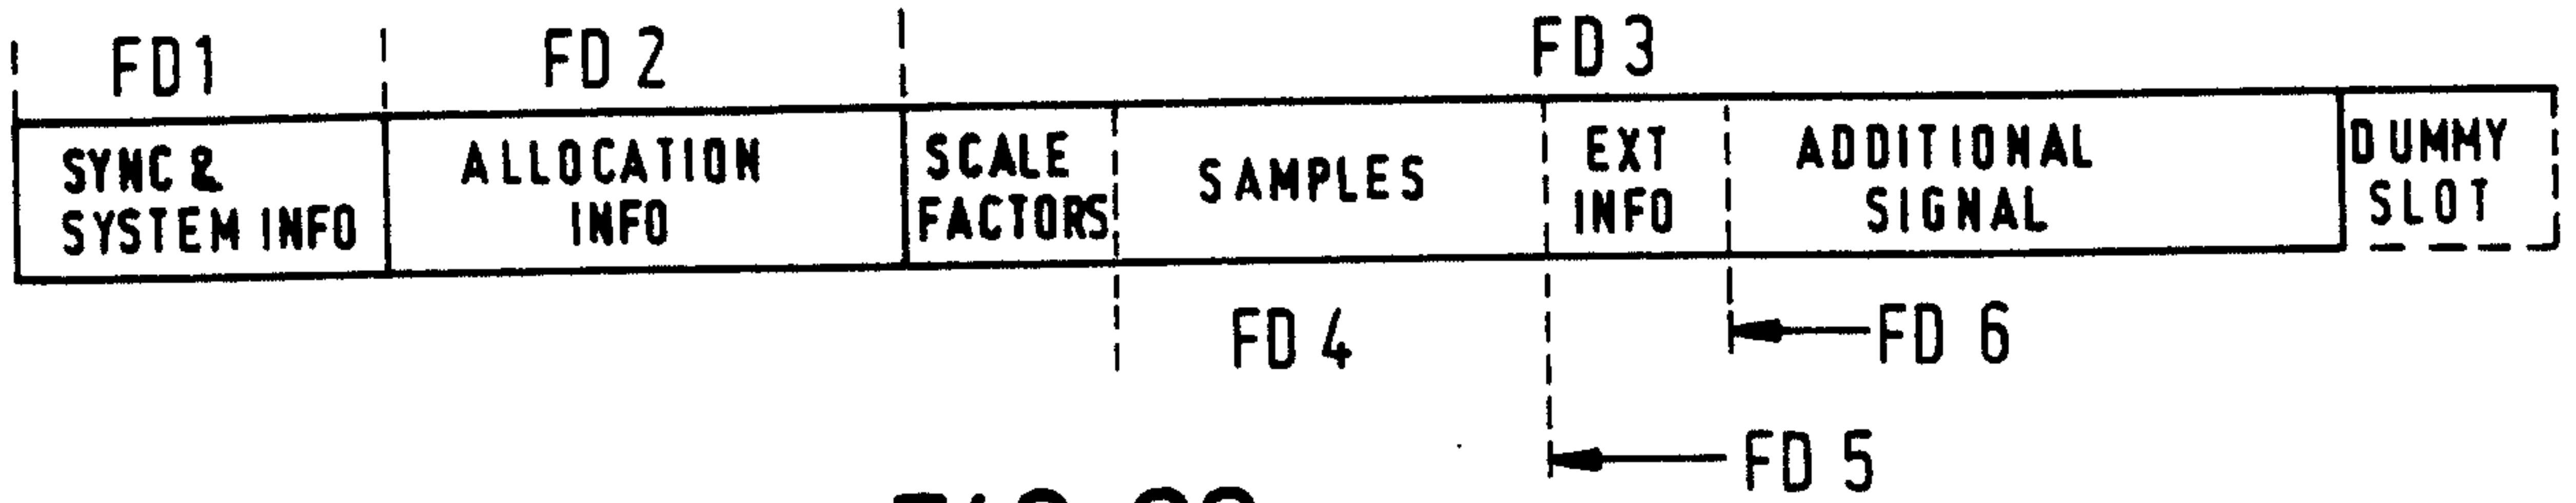 FD1 FD 2 FD 3
SYNC &
SYSTEM INFO
ALLOCATION
INFO
SCALE
FACTORS
SAMPLES
EXT
INFO
ADDITIONAL
SIGNAL
DUMMY
SLOT
FD 4
FD 6
FD 5